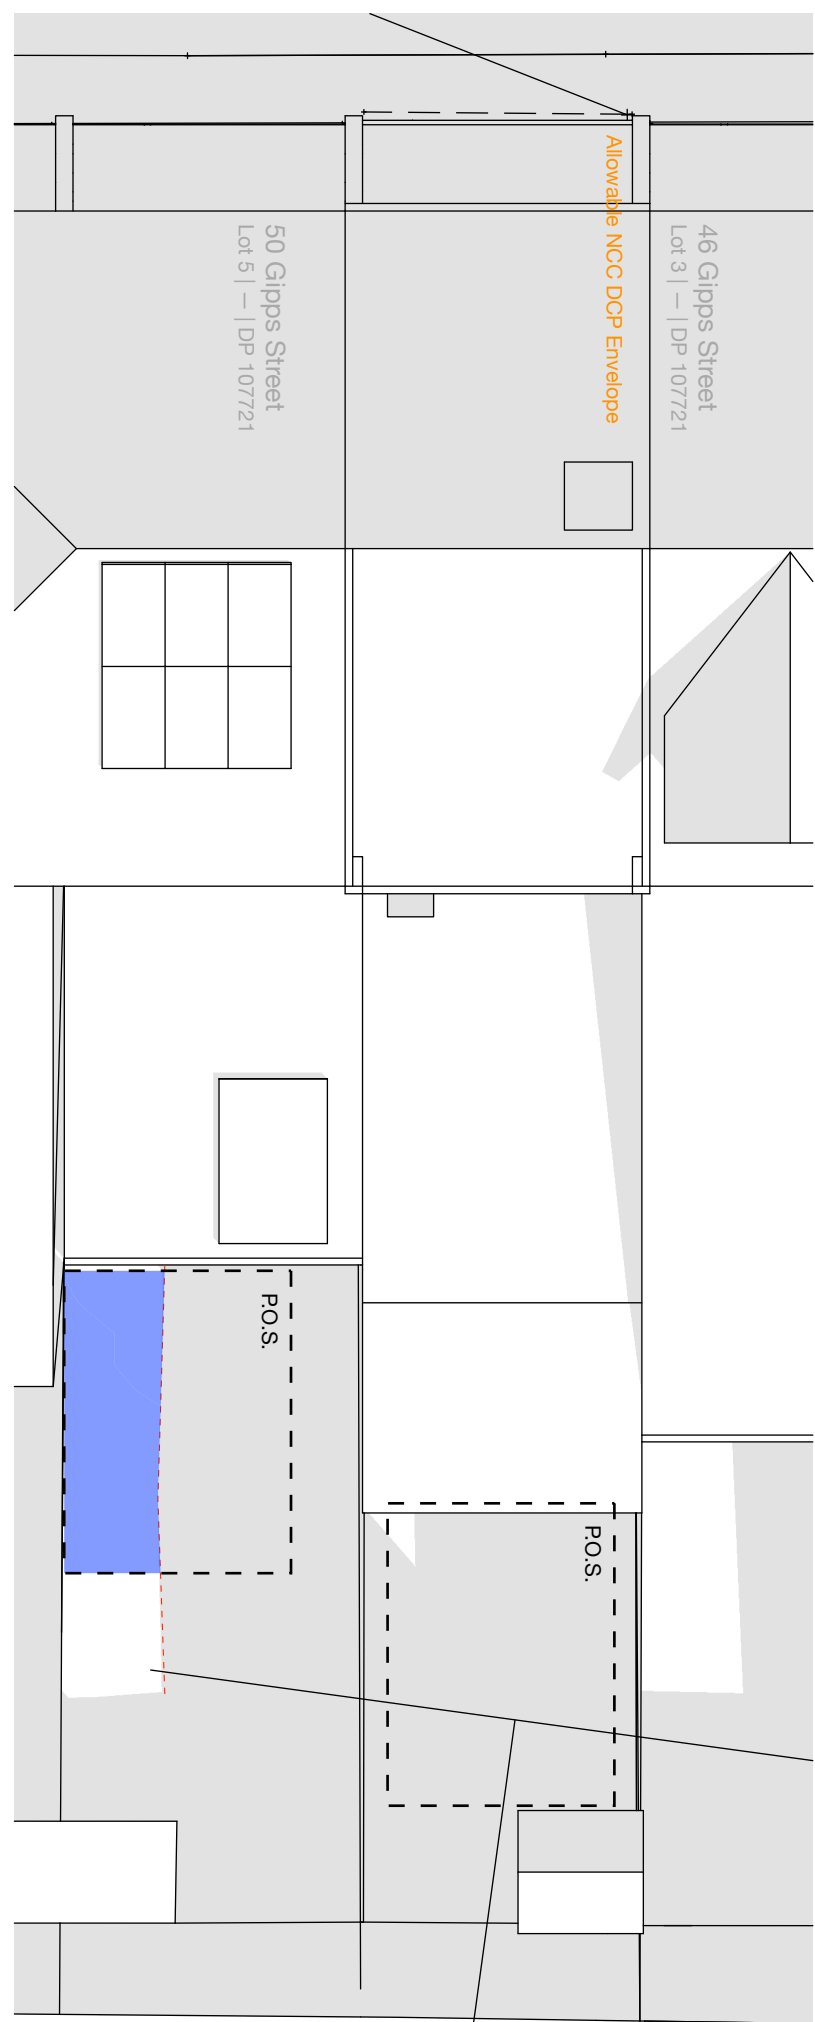 Allowable NCC DCP Envelope
46 Gipps Street
Lot 3 | – | DP 107721
50 Gipps Street
Lot 5 | – | DP 107721
P.O.S.
P.O.S.